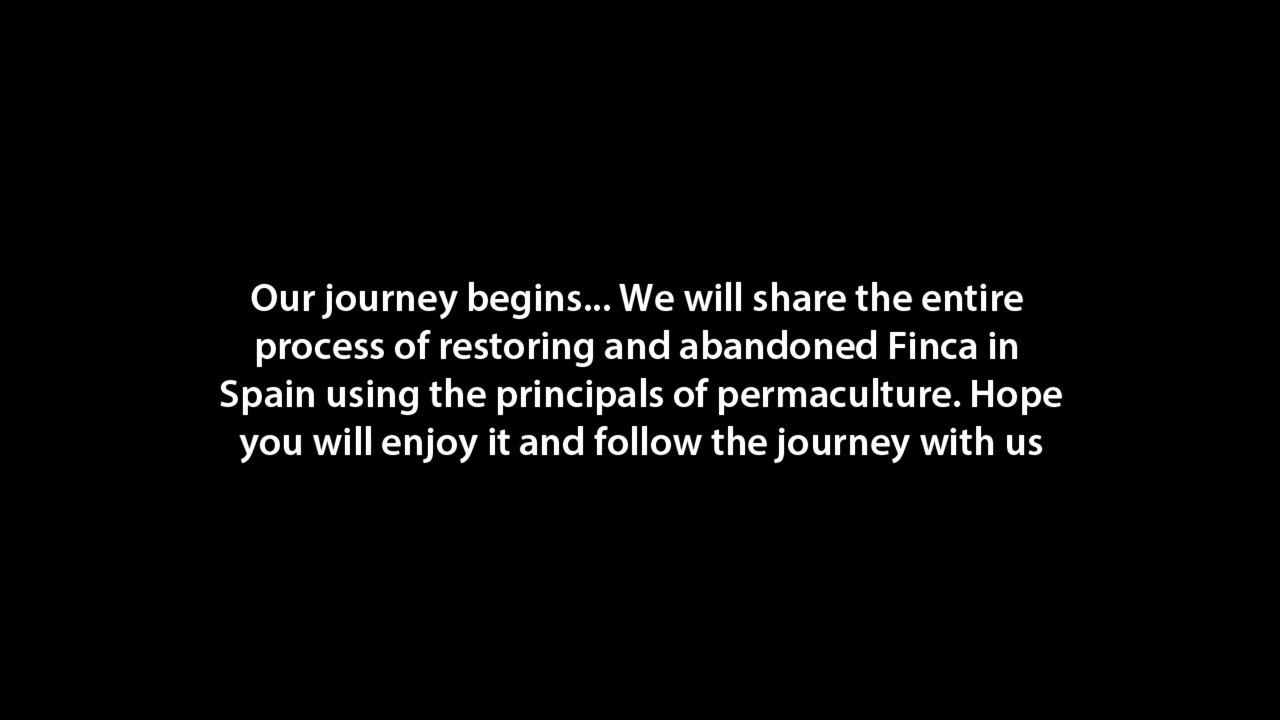 Our journey begins... We will share the entire
process of restoring and abandoned Finca in
Spain using the principals of permaculture. Hope
you will enjoy it and follow the journey with us